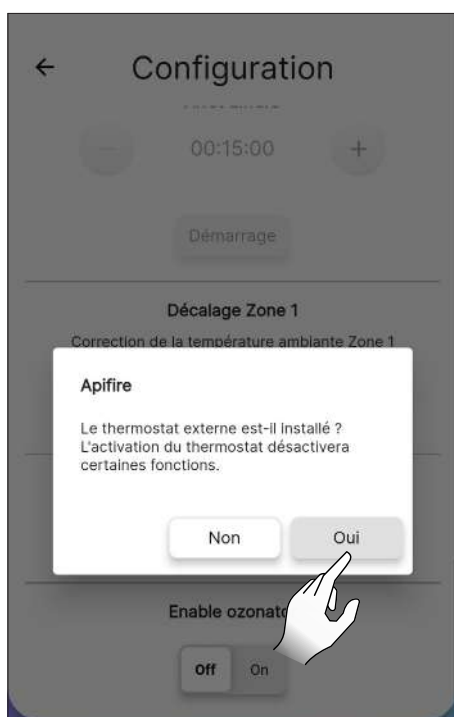 Configuration
00:15:00
Démarrage
Décalage Zone 1
Correction de la température ambiante Zone 1
Apifire
Le thermostat externe est-il installé ?
L'activation du thermostat désactivera
certaines fonctions.
Non Oui
Enable
Off On